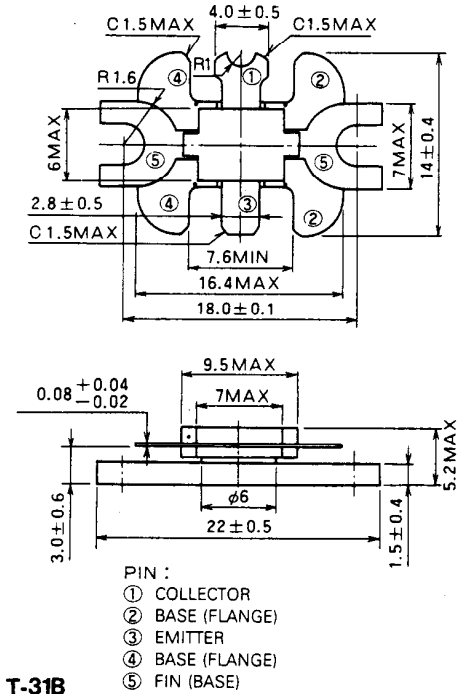 C1.5MAX
4.0±0.5
C1.5MAX
R1
④
①
②
R1.6
6MAX
⑤
⑤
7MAX
14±0.4
2.8±0.5
④
③
②
C1.5MAX
7.6MIN
16.4MAX
18.0±0.1
9.5MAX
0.08 +0.04 −0.02
7MAX
5.2MAX
3.0±0.6
φ6
22±0.5
1.5±0.4
PIN :
① COLLECTOR
② BASE (FLANGE)
③ EMITTER
④ BASE (FLANGE)
⑤ FIN (BASE)
T-31B